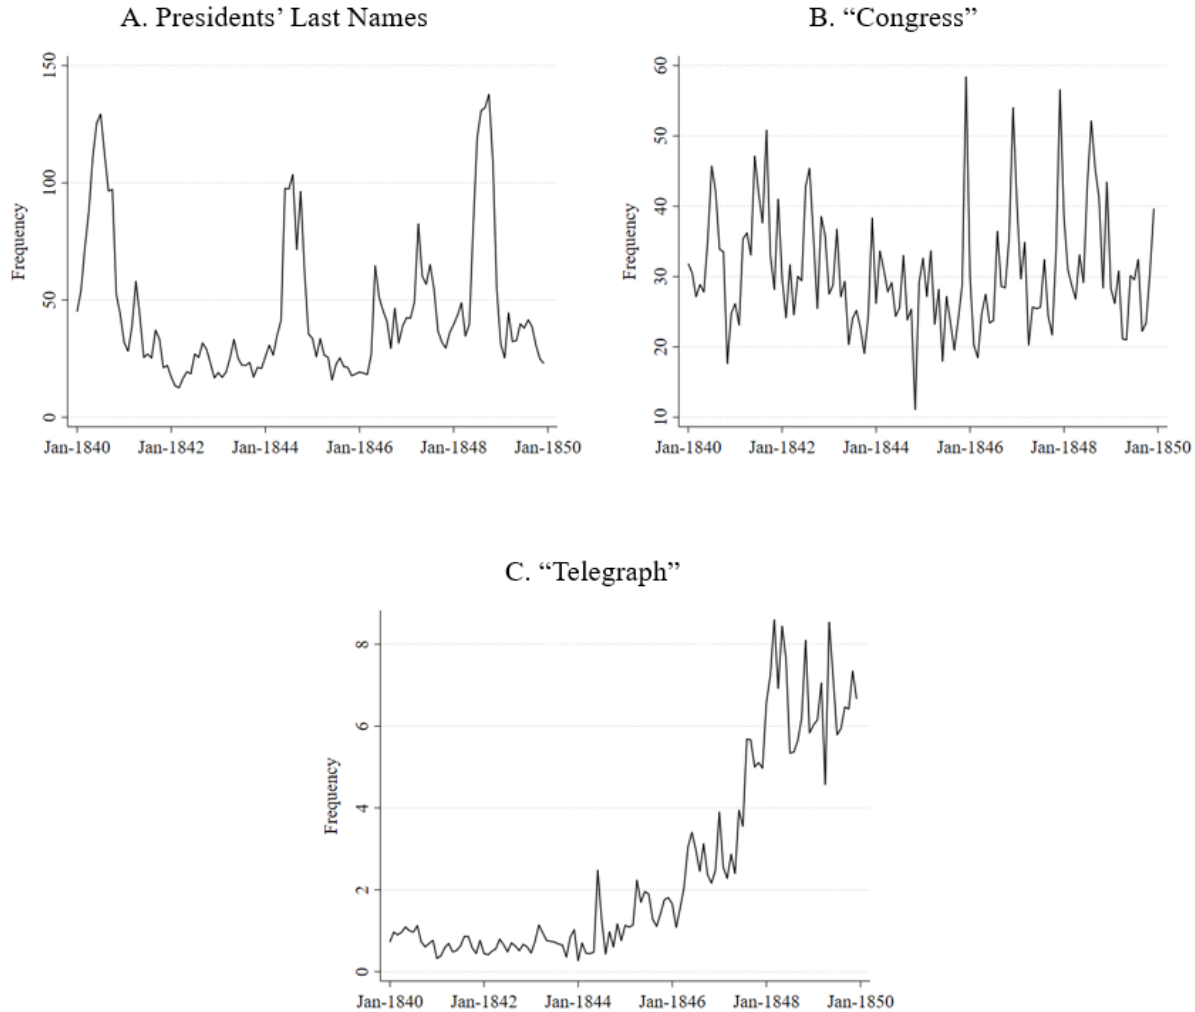 A. Presidents’ Last Names
150
100
50
0
Frequency
Jan-1840 Jan-1842 Jan-1844 Jan-1846 Jan-1848 Jan-1850
B. “Congress”
60
50
40
30
20
10
Frequency
Jan-1840 Jan-1842 Jan-1844 Jan-1846 Jan-1848 Jan-1850
C. “Telegraph”
8
6
4
2
0
Frequency
Jan-1840 Jan-1842 Jan-1844 Jan-1846 Jan-1848 Jan-1850